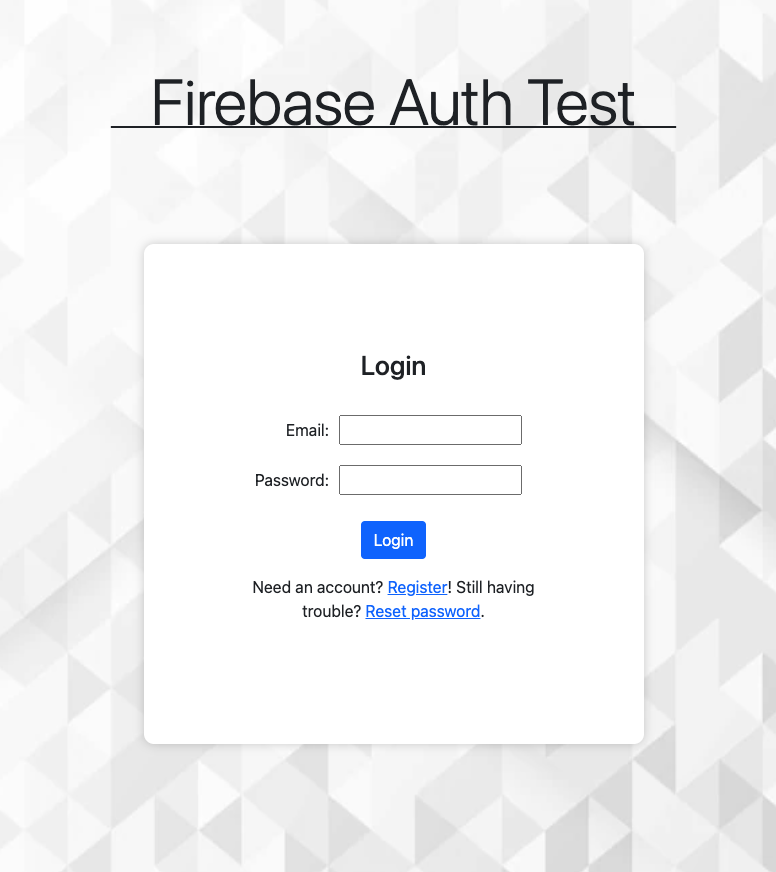 Firebase Auth Test
Login
Email:
Password:
Login
Need an account? Register! Still having
trouble? Reset password.